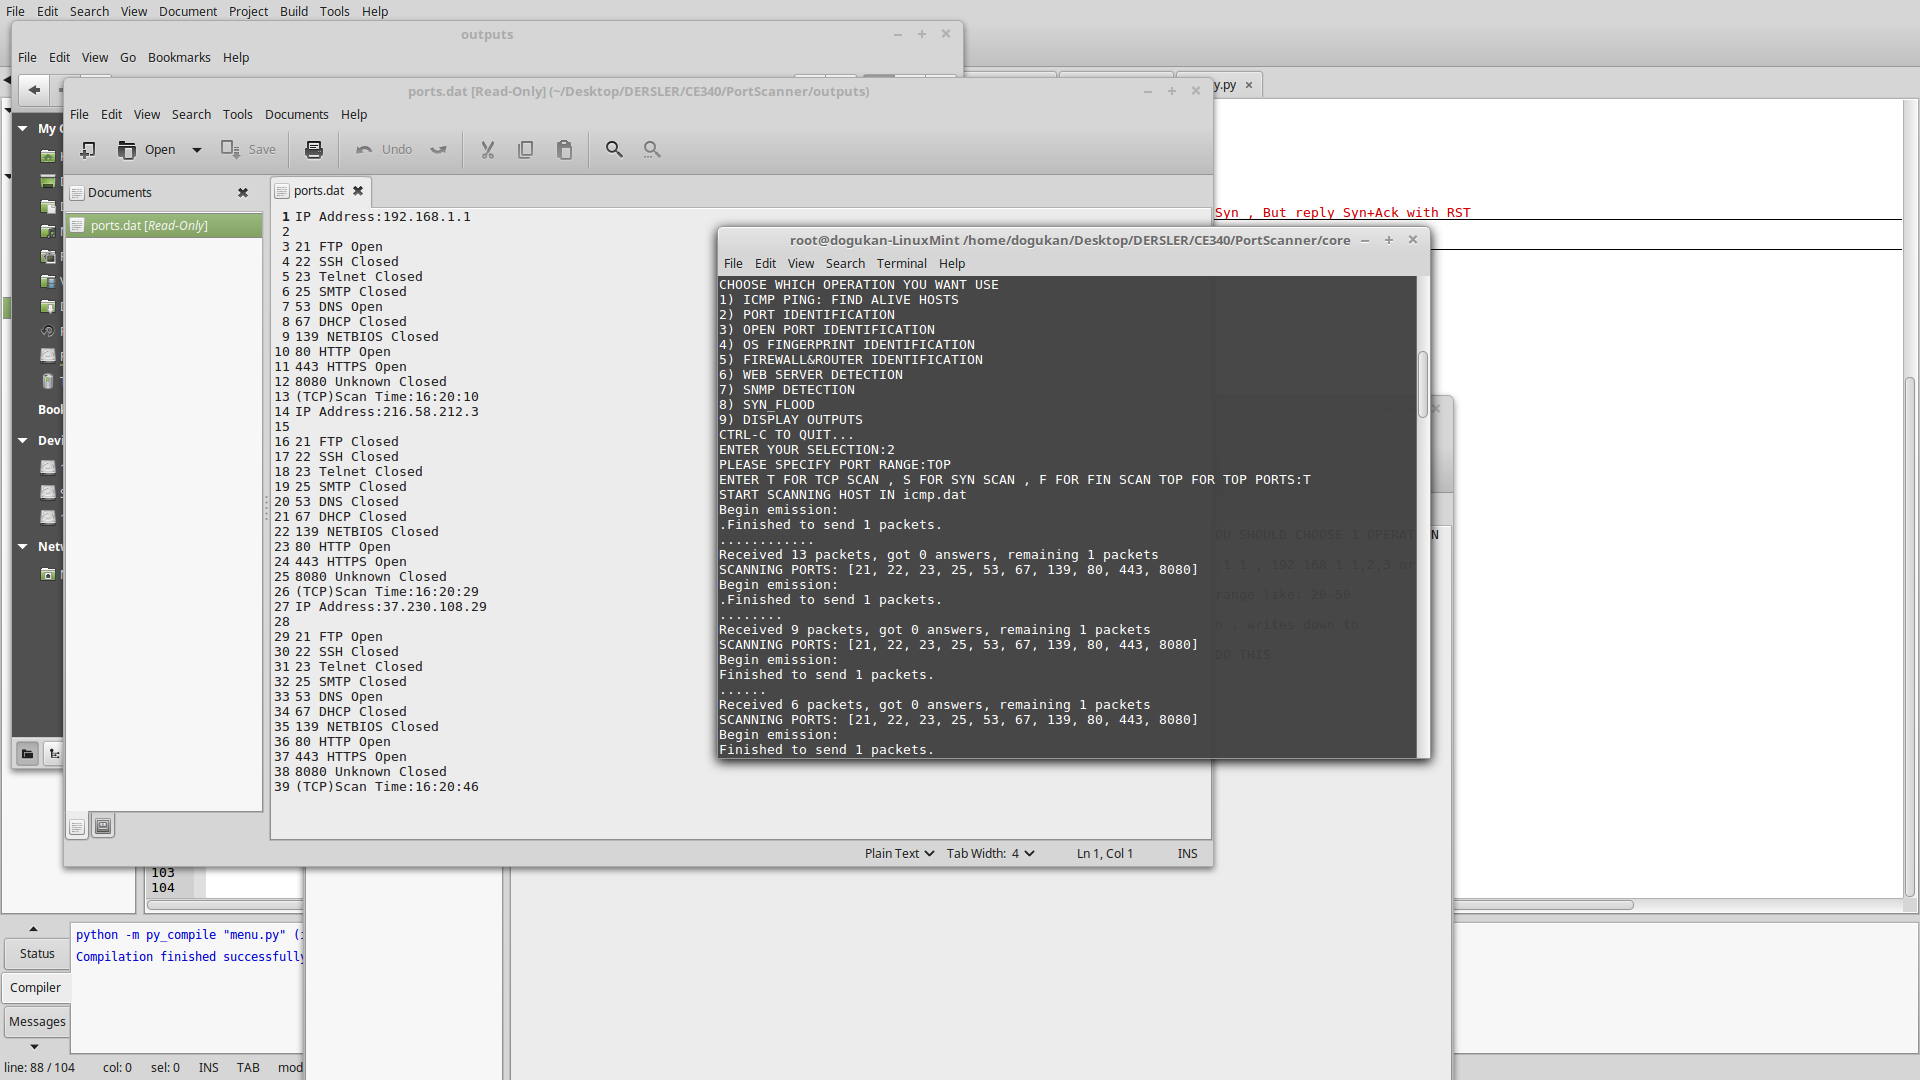 File Edit Search View Document Project Build Tools Help
outputs
File Edit View Go Bookmarks Help
y.py
ports.dat [Read-Only] (~/Desktop/DERSLER/CE340/PortScanner/outputs)
File Edit View Search Tools Documents Help
Open Save Undo
Documents
ports.dat [Read-Only]
ports.dat
1 IP Address:192.168.1.1
2
3 21 FTP Open
4 22 SSH Closed
5 23 Telnet Closed
6 25 SMTP Closed
7 53 DNS Open
8 67 DHCP Closed
9 139 NETBIOS Closed
10 80 HTTP Open
11 443 HTTPS Open
12 8080 Unknown Closed
13 (TCP)Scan Time:16:20:10
14 IP Address:216.58.212.3
15
16 21 FTP Closed
17 22 SSH Closed
18 23 Telnet Closed
19 25 SMTP Closed
20 53 DNS Closed
21 67 DHCP Closed
22 139 NETBIOS Closed
23 80 HTTP Open
24 443 HTTPS Open
25 8080 Unknown Closed
26 (TCP)Scan Time:16:20:29
27 IP Address:37.230.108.29
28
29 21 FTP Open
30 22 SSH Closed
31 23 Telnet Closed
32 25 SMTP Closed
33 53 DNS Open
34 67 DHCP Closed
35 139 NETBIOS Closed
36 80 HTTP Open
37 443 HTTPS Open
38 8080 Unknown Closed
39 (TCP)Scan Time:16:20:46
Plain Text Tab Width: 4 Ln 1, Col 1 INS
Syn , But reply Syn+Ack with RST
root@dogukan-LinuxMint /home/dogukan/Desktop/DERSLER/CE340/PortScanner/core
File Edit View Search Terminal Help
CHOOSE WHICH OPERATION YOU WANT USE
1) ICMP PING: FIND ALIVE HOSTS
2) PORT IDENTIFICATION
3) OPEN PORT IDENTIFICATION
4) OS FINGERPRINT IDENTIFICATION
5) FIREWALL&ROUTER IDENTIFICATION
6) WEB SERVER DETECTION
7) SNMP DETECTION
8) SYN_FLOOD
9) DISPLAY OUTPUTS
CTRL-C TO QUIT...
ENTER YOUR SELECTION:2
PLEASE SPECIFY PORT RANGE:TOP
ENTER T FOR TCP SCAN , S FOR SYN SCAN , F FOR FIN SCAN TOP FOR TOP PORTS:T
START SCANNING HOST IN icmp.dat
Begin emission:
.Finished to send 1 packets.
............
Received 13 packets, got 0 answers, remaining 1 packets
SCANNING PORTS: [21, 22, 23, 25, 53, 67, 139, 80, 443, 8080]
Begin emission:
.Finished to send 1 packets.
........
Received 9 packets, got 0 answers, remaining 1 packets
SCANNING PORTS: [21, 22, 23, 25, 53, 67, 139, 80, 443, 8080]
Begin emission:
Finished to send 1 packets.
......
Received 6 packets, got 0 answers, remaining 1 packets
SCANNING PORTS: [21, 22, 23, 25, 53, 67, 139, 80, 443, 8080]
Begin emission:
Finished to send 1 packets.
OU SHOULD CHOOSE 1 OPERATION
range like: 20-50
n , writes down to
DO THIS
My
Devi
Netw
103
104
python -m py_compile "menu.py"
Compilation finished successfully
Status
Compiler
Messages
line: 88 / 104 col: 0 sel: 0 INS TAB mod